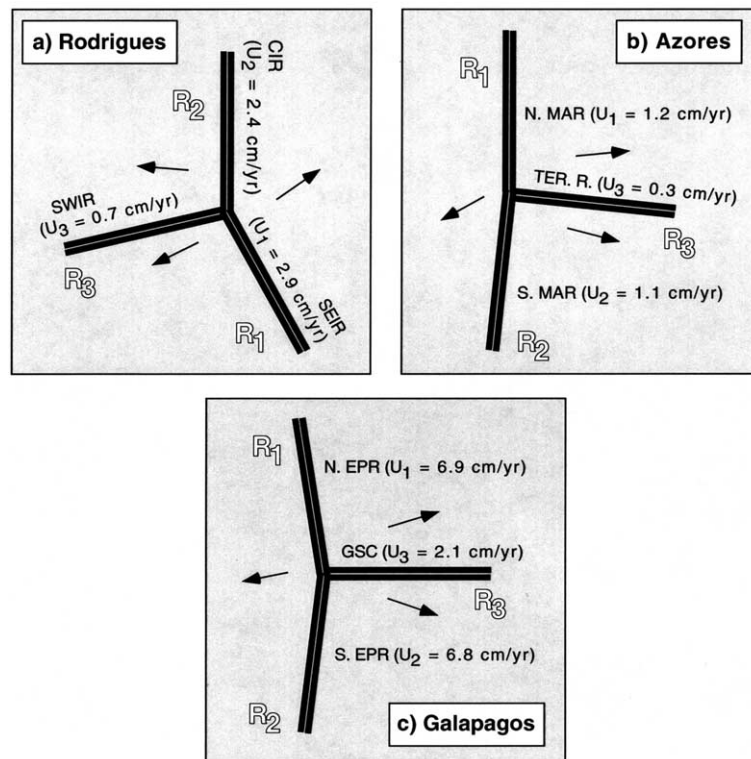 a) Rodrigues
R2
CIR
(U2 = 2.4 cm/yr)
SWIR
(U3 = 0.7 cm/yr)
R3
(U1 = 2.9 cm/yr)
SEIR
R1
b) Azores
R1
N. MAR (U1 = 1.2 cm/yr)
TER. R. (U3 = 0.3 cm/yr)
R3
S. MAR (U2 = 1.1 cm/yr)
R2
R1
N. EPR (U1 = 6.9 cm/yr)
GSC (U3 = 2.1 cm/yr)
R3
S. EPR (U2 = 6.8 cm/yr)
R2
c) Galapagos